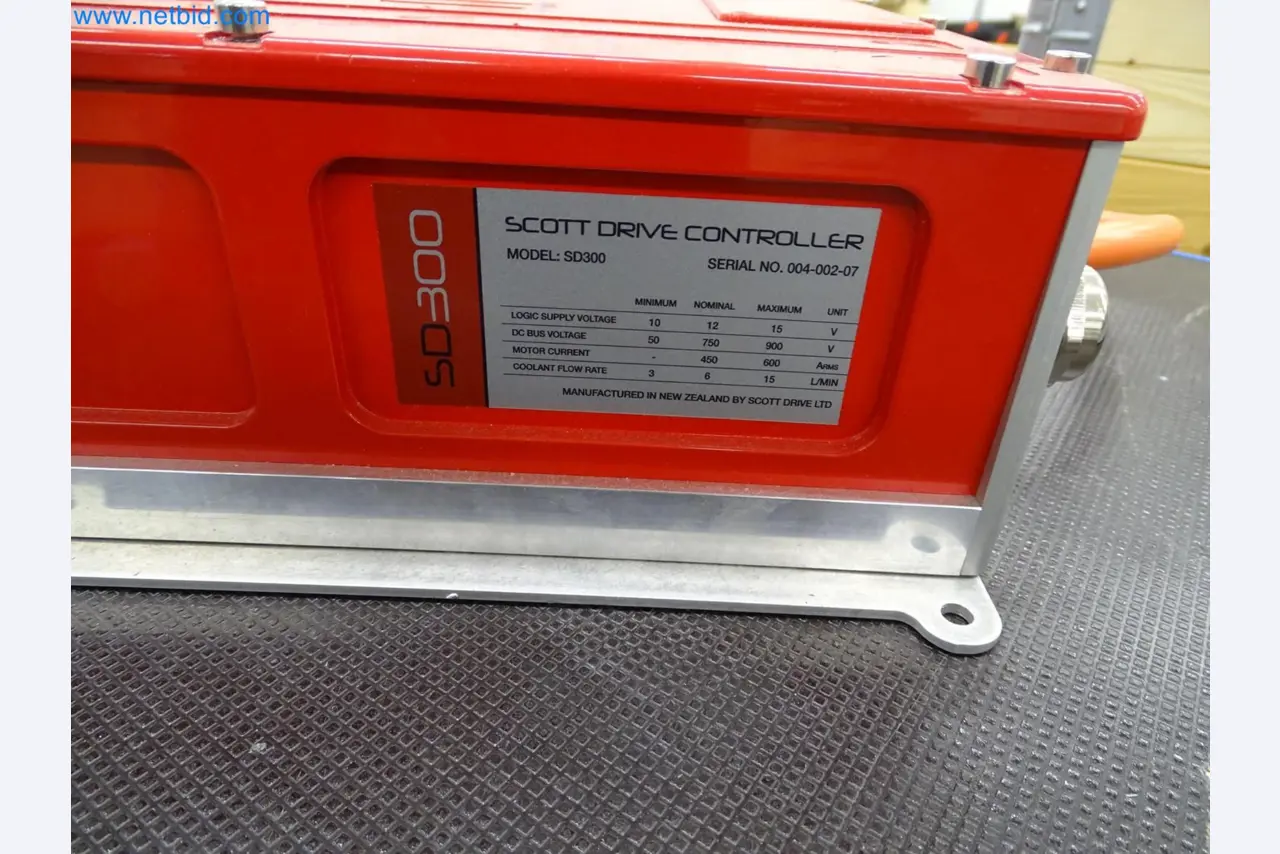 www.netbid.com
SD300
SCOTT DRIVE CONTROLLER
MODEL: SD300
SERIAL NO. 004-002-07
MINIMUM NOMINAL MAXIMUM UNIT
LOGIC SUPPLY VOLTAGE 10 12 15 V
DC BUS VOLTAGE 50 750 900 V
MOTOR CURRENT - 450 600 ARMS
COOLANT FLOW RATE 3 6 15 L/MIN
MANUFACTURED IN NEW ZEALAND BY SCOTT DRIVE LTD